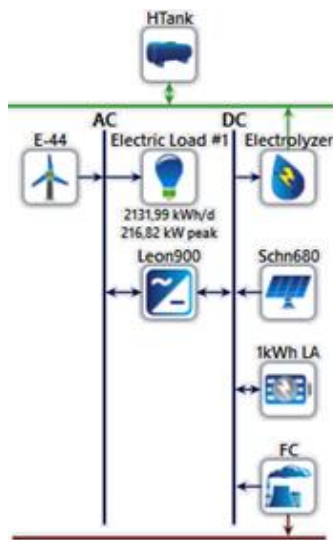 HTank
AC
DC
E-44
Electric Load #1
Electrolyzer
2131,99 kWh/d
216,82 kW peak
Leon900
Schn680
1kWh LA
FC